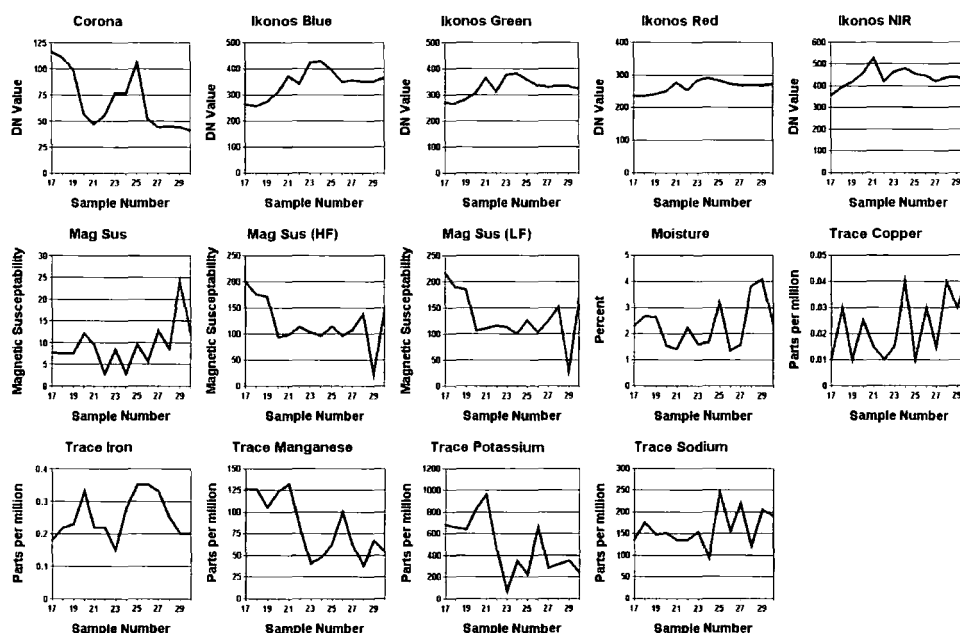 Corona
Ikonos Blue
Ikonos Green
Ikonos Red
Ikonos NIR
DN Value
125
100
75
50
25
0
17 19 21 23 25 27 29
Sample Number
DN Value
500
400
300
200
100
0
17 19 21 23 25 27 29
Sample Number
DN Value
500
400
300
200
100
0
17 19 21 23 25 27 29
Sample Number
DN Value
400
300
200
100
0
17 19 21 23 25 27 29
Sample Number
DN Value
600
500
400
300
200
100
0
17 19 21 23 25 27 29
Sample Number
Mag Sus
Mag Sus (HF)
Mag Sus (LF)
Moisture
Trace Copper
Magnetic Susceptability
30
25
20
15
10
5
0
17 19 21 23 25 27 29
Sample Number
Magnetic Susceptability
250
200
150
100
50
0
17 19 21 23 25 27 29
Sample Number
Magnetic Susceptability
250
200
150
100
50
0
17 19 21 23 25 27 29
Sample Number
Percent
5
4
3
2
1
0
17 19 21 23 25 27 29
Sample Number
Parts per million
0.05
0.04
0.03
0.02
0.01
0
17 19 21 23 25 27 29
Sample Number
Trace Iron
Trace Manganese
Trace Potassium
Trace Sodium
Parts per million
0.4
0.3
0.2
0.1
0.0
17 19 21 23 25 27 29
Sample Number
Parts per million
150
125
100
75
50
25
0
17 19 21 23 25 27 29
Sample Number
Parts per million
1200
1000
800
600
400
200
0
17 19 21 23 25 27 29
Sample Number
Parts per million
300
250
200
150
100
50
0
17 19 21 23 25 27 29
Sample Number